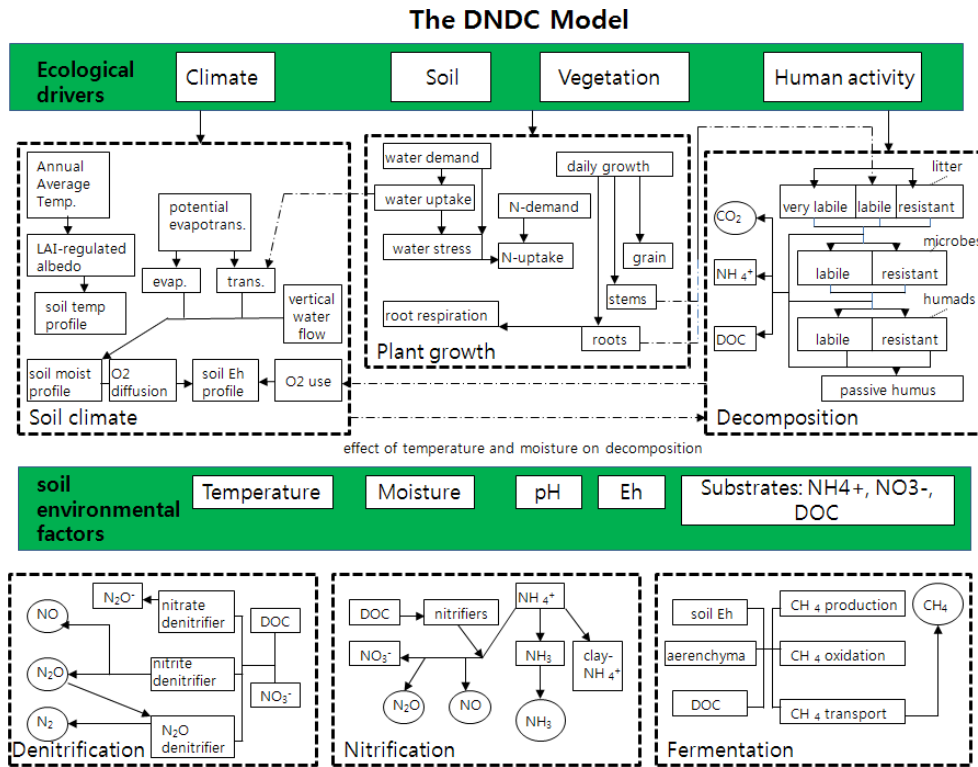 The DNDC Model
Ecological
drivers
Climate
Soil
Vegetation
Human activity
Annual
Average
Temp.
LAI-regulated
albedo
soil temp
profile
potential
evapotrans.
evap.
trans.
vertical
water
flow
soil moist
profile
O2
diffusion
soil Eh
profile
O2 use
Soil climate
water demand
water uptake
water stress
daily growth
N-demand
N-uptake
grain
stems
root respiration
roots
Plant growth
litter
very labile
labile
resistant
CO₂
microbes
labile
resistant
NH ₄⁺
humads
labile
resistant
DOC
passive humus
Decomposition
effect of temperature and moisture on decomposition
soil
environmental
factors
Temperature
Moisture
pH
Eh
Substrates: NH4+, NO3-,
DOC
N₂O⁻
nitrate
denitrifier
DOC
NO
N₂O
nitrite
denitrifier
NO₃⁻
N₂
N₂O
denitrifier
Denitrification
DOC
nitrifiers
NH ₄⁺
NO₃⁻
NH₃
clay-
NH ₄⁺
N₂O
NO
NH₃
Nitrification
soil Eh
CH ₄ production
CH₄
aerenchyma
CH ₄ oxidation
DOC
CH ₄ transport
Fermentation